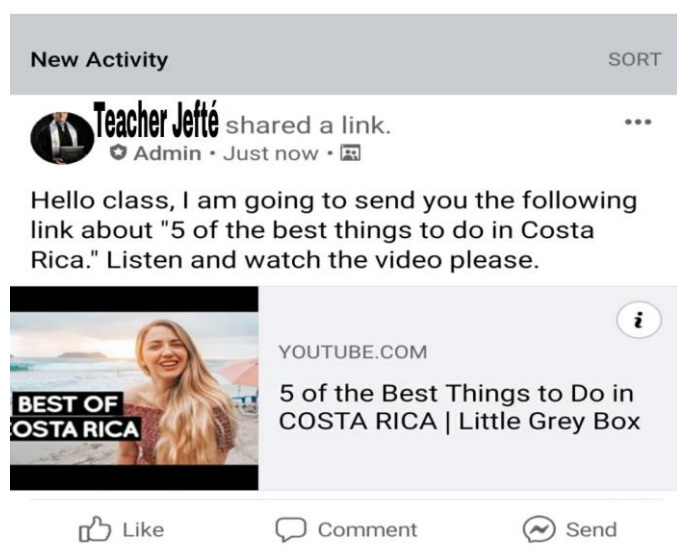 New Activity SORT
Teacher Jefté shared a link.
Admin • Just now •
Hello class, I am going to send you the following
link about "5 of the best things to do in Costa
Rica." Listen and watch the video please.
BEST OF
OSTA RICA
YOUTUBE.COM
5 of the Best Things to Do in
COSTA RICA | Little Grey Box
Like Comment Send